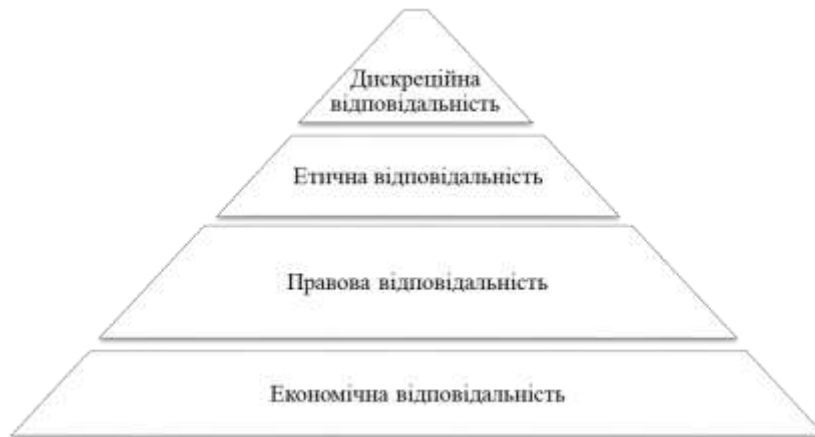 Дискреційна
відповідальність
Етична відповідальність
Правова відповідальність
Економічна відповідальність